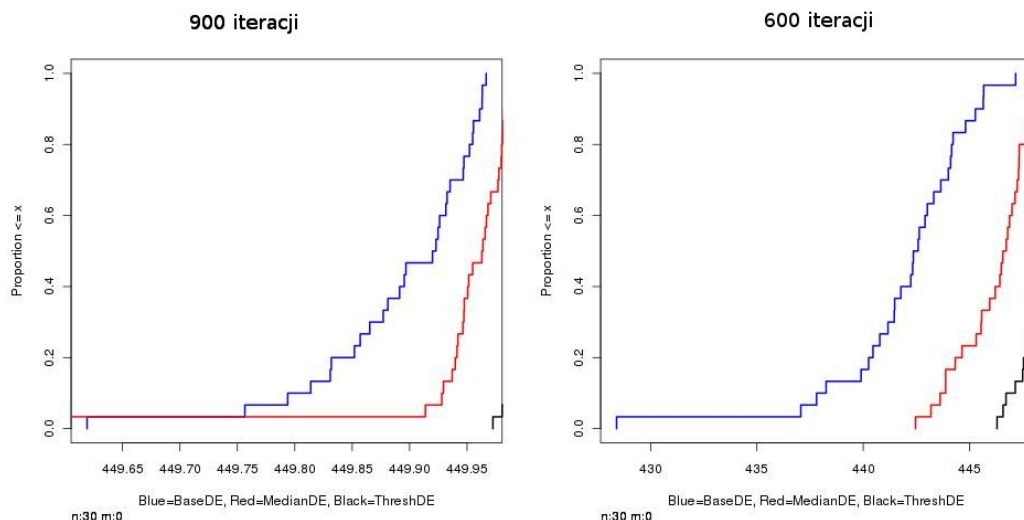 900 iteracji
Proportion <= x
1.0
0.8
0.6
0.4
0.2
0.0
449.65 449.70 449.75 449.80 449.85 449.90 449.95
Blue=BaseDE, Red=MedianDE, Black=ThreshDE
n:30 m:0
600 iteracji
Proportion <= x
1.0
0.8
0.6
0.4
0.2
0.0
430 435 440 445
Blue=BaseDE, Red=MedianDE, Black=ThreshDE
n:30 m:0